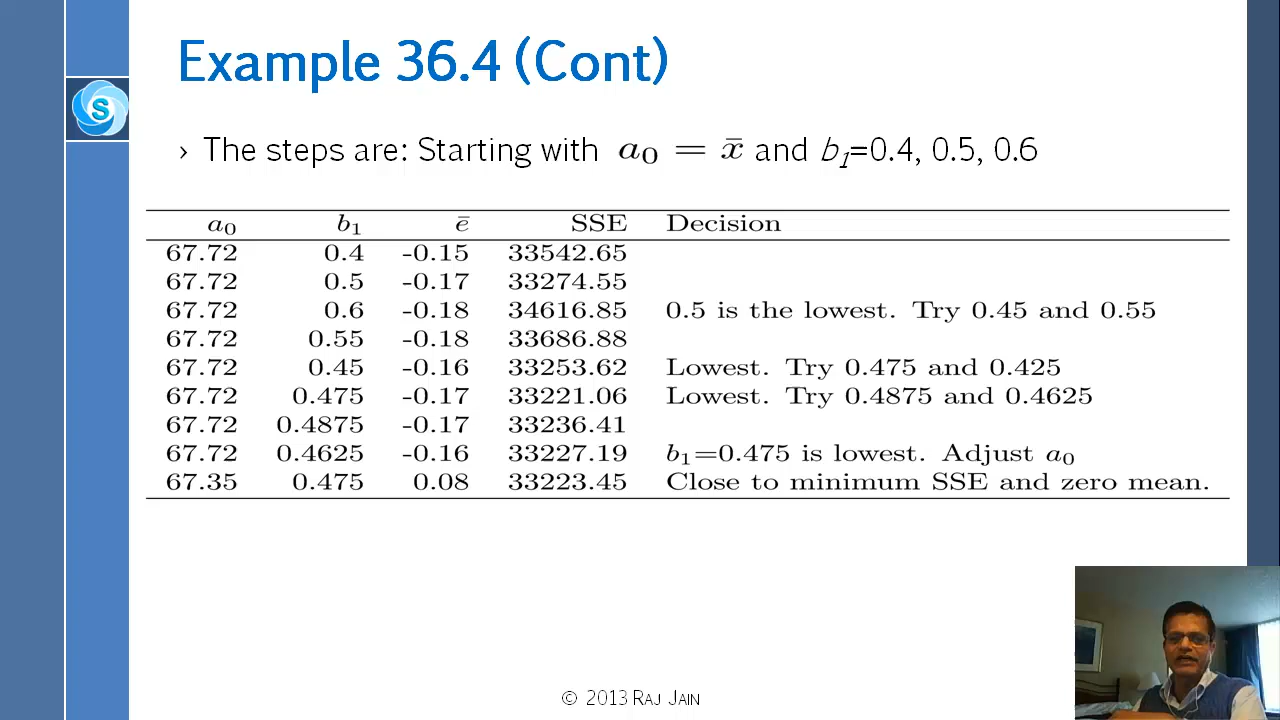 Example 36.4 (Cont)
S
› The steps are: Starting with a₀ = x̄ and b₁=0.4, 0.5, 0.6
a₀ b₁ ē SSE Decision
67.72 0.4 -0.15 33542.65
67.72 0.5 -0.17 33274.55
67.72 0.6 -0.18 34616.85 0.5 is the lowest. Try 0.45 and 0.55
67.72 0.55 -0.18 33686.88
67.72 0.45 -0.16 33253.62 Lowest. Try 0.475 and 0.425
67.72 0.475 -0.17 33221.06 Lowest. Try 0.4875 and 0.4625
67.72 0.4875 -0.17 33236.41
67.72 0.4625 -0.16 33227.19 b₁=0.475 is lowest. Adjust a₀
67.35 0.475 0.08 33223.45 Close to minimum SSE and zero mean.
© 2013 RAJ JAIN